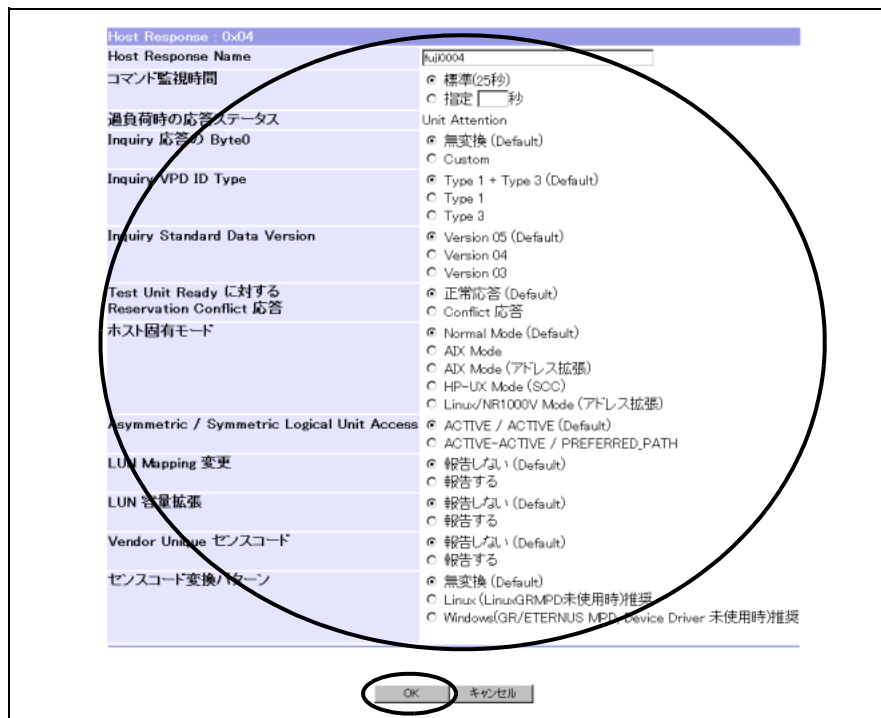 Host Response : 0x04
Host Response Name fuji0004
コマンド監視時間 標準(25秒)
指定 秒
過負荷時の応答ステータス Unit Attention
Inquiry 応答の Byte0 無変換 (Default)
Custom
Inquiry VPD ID Type Type 1 + Type 3 (Default)
Type 1
Type 3
Inquiry Standard Data Version Version 05 (Default)
Version 04
Version 03
Test Unit Ready に対する 正常応答 (Default)
Reservation Conflict 応答 Conflict 応答
ホスト固有モード Normal Mode (Default)
AIX Mode
AIX Mode (アドレス拡張)
HP-UX Mode (SCC)
Linux/NR1000V Mode (アドレス拡張)
Asymmetric / Symmetric Logical Unit Access ACTIVE / ACTIVE (Default)
ACTIVE-ACTIVE / PREFERRED_PATH
LUN Mapping 変更 報告しない (Default)
報告する
LUN 容量拡張 報告しない (Default)
報告する
Vendor Unique センスコード 報告しない (Default)
報告する
センスコード変換パターン 無変換 (Default)
Linux (LinuxGRMPD未使用時)推奨
Windows(GR/ETERNUS MPD, Device Driver 未使用時)推奨
OK キャンセル